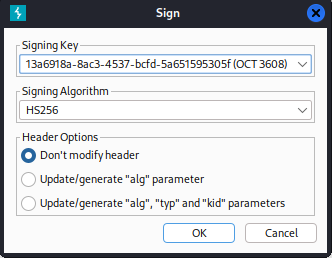 Sign
Signing Key
13a6918a-8ac3-4537-bcfd-5a651595305f (OCT 3608)
Signing Algorithm
HS256
Header Options
Don't modify header
Update/generate "alg" parameter
Update/generate "alg", "typ" and "kid" parameters
OK
Cancel